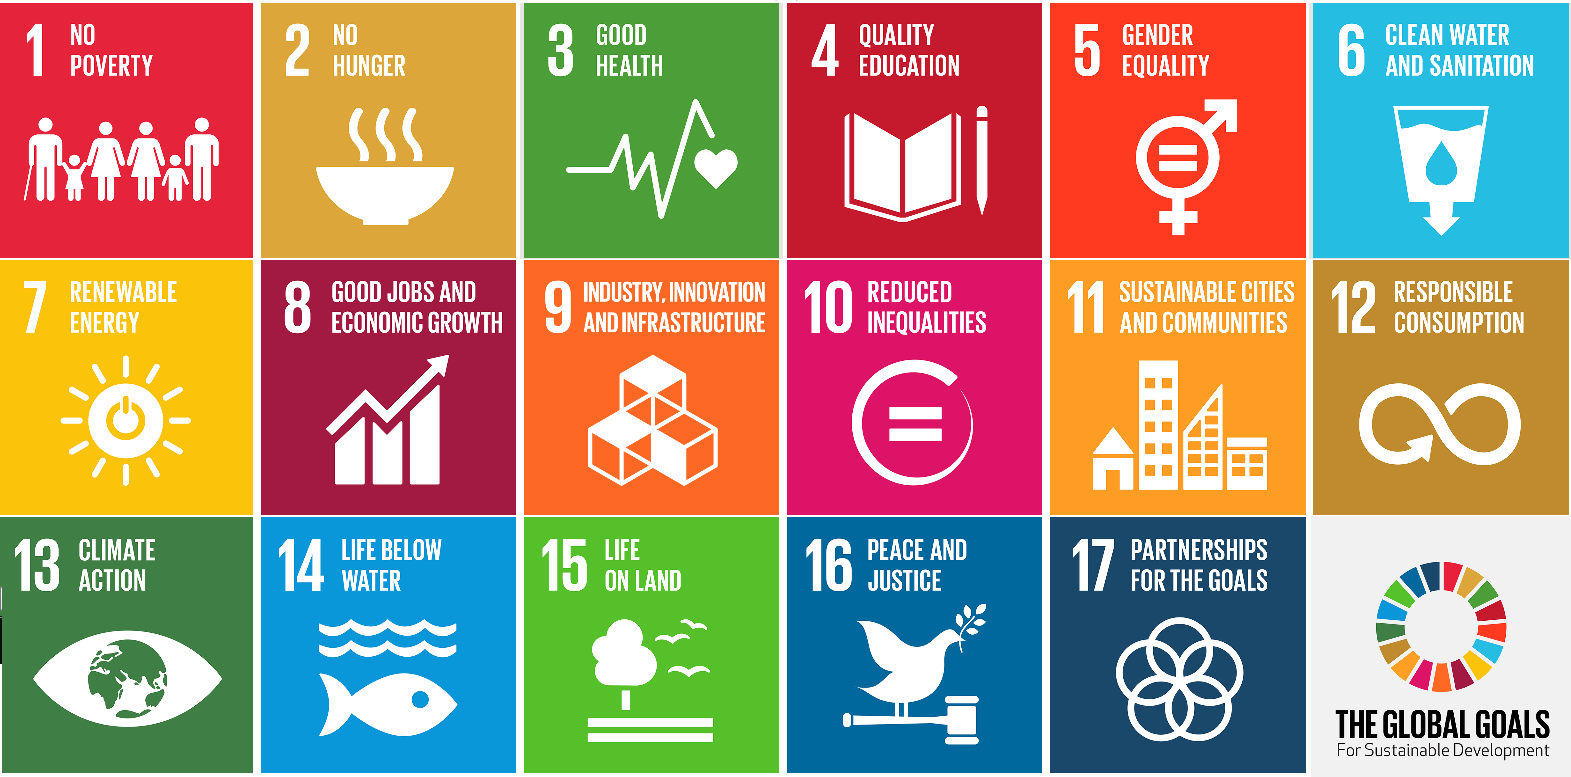 1 NO
POVERTY
2 NO
HUNGER
3 GOOD
HEALTH
4 QUALITY
EDUCATION
5 GENDER
EQUALITY
6 CLEAN WATER
AND SANITATION
7 RENEWABLE
ENERGY
8 GOOD JOBS AND
ECONOMIC GROWTH
9 INDUSTRY, INNOVATION
AND INFRASTRUCTURE
10 REDUCED
INEQUALITIES
11 SUSTAINABLE CITIES
AND COMMUNITIES
12 RESPONSIBLE
CONSUMPTION
13 CLIMATE
ACTION
14 LIFE BELOW
WATER
15 LIFE
ON LAND
16 PEACE AND
JUSTICE
17 PARTNERSHIPS
FOR THE GOALS
THE GLOBAL GOALS
For Sustainable Development